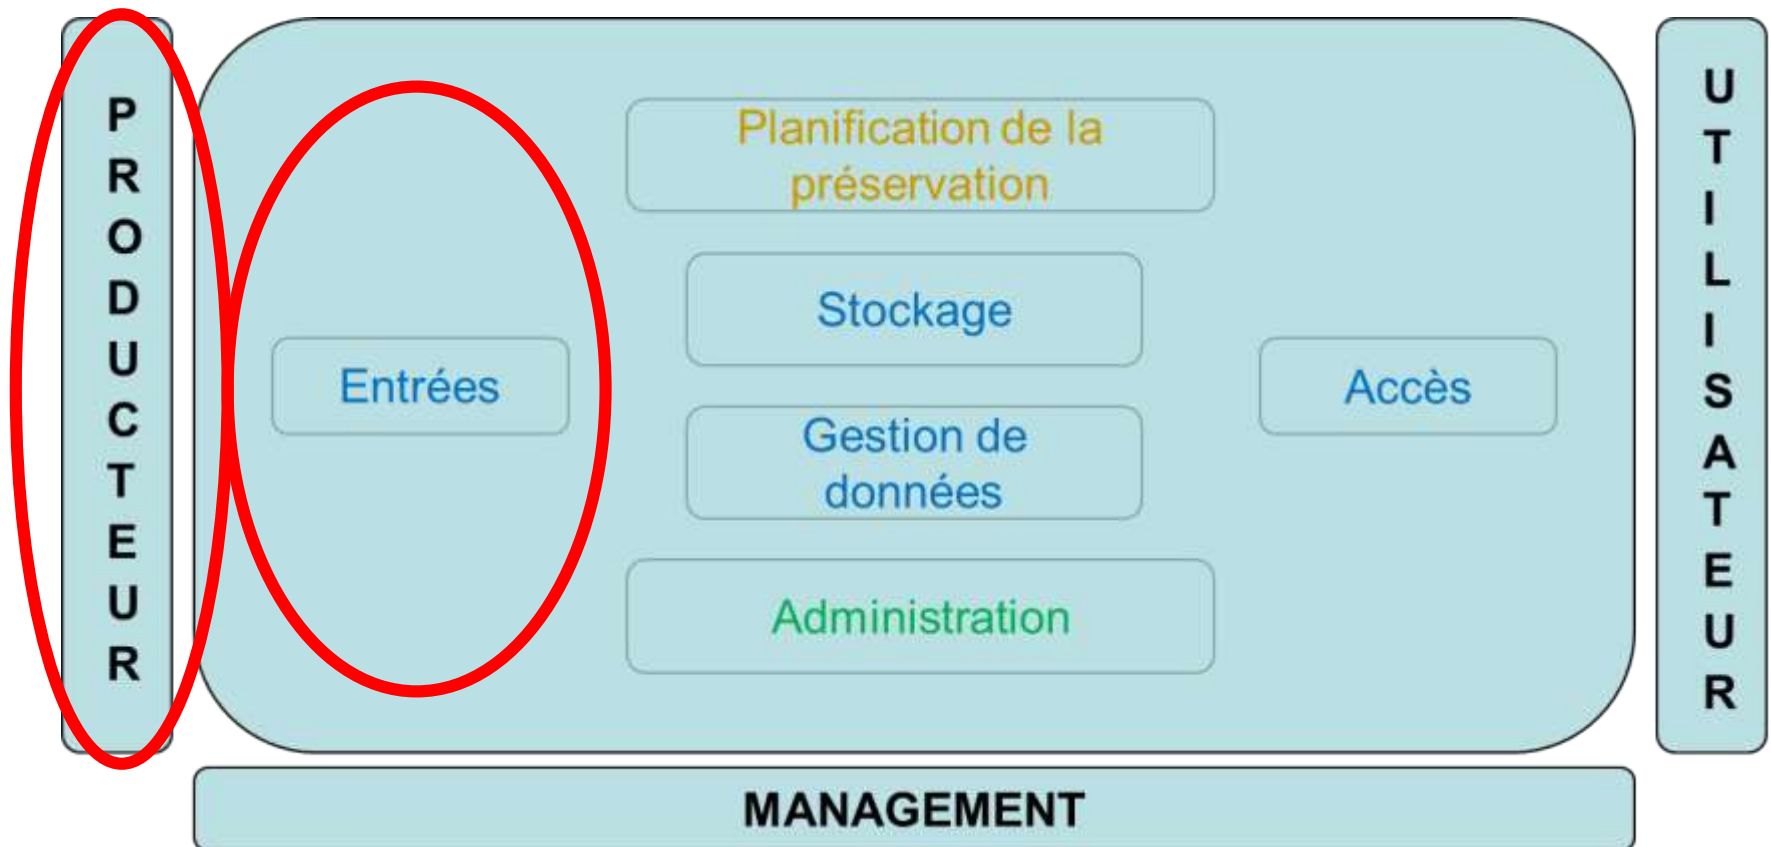 PRODUCTEUR
Planification de la
préservation
Stockage
Entrées
Gestion de
données
Accès
Administration
UTILISATEUR
MANAGEMENT